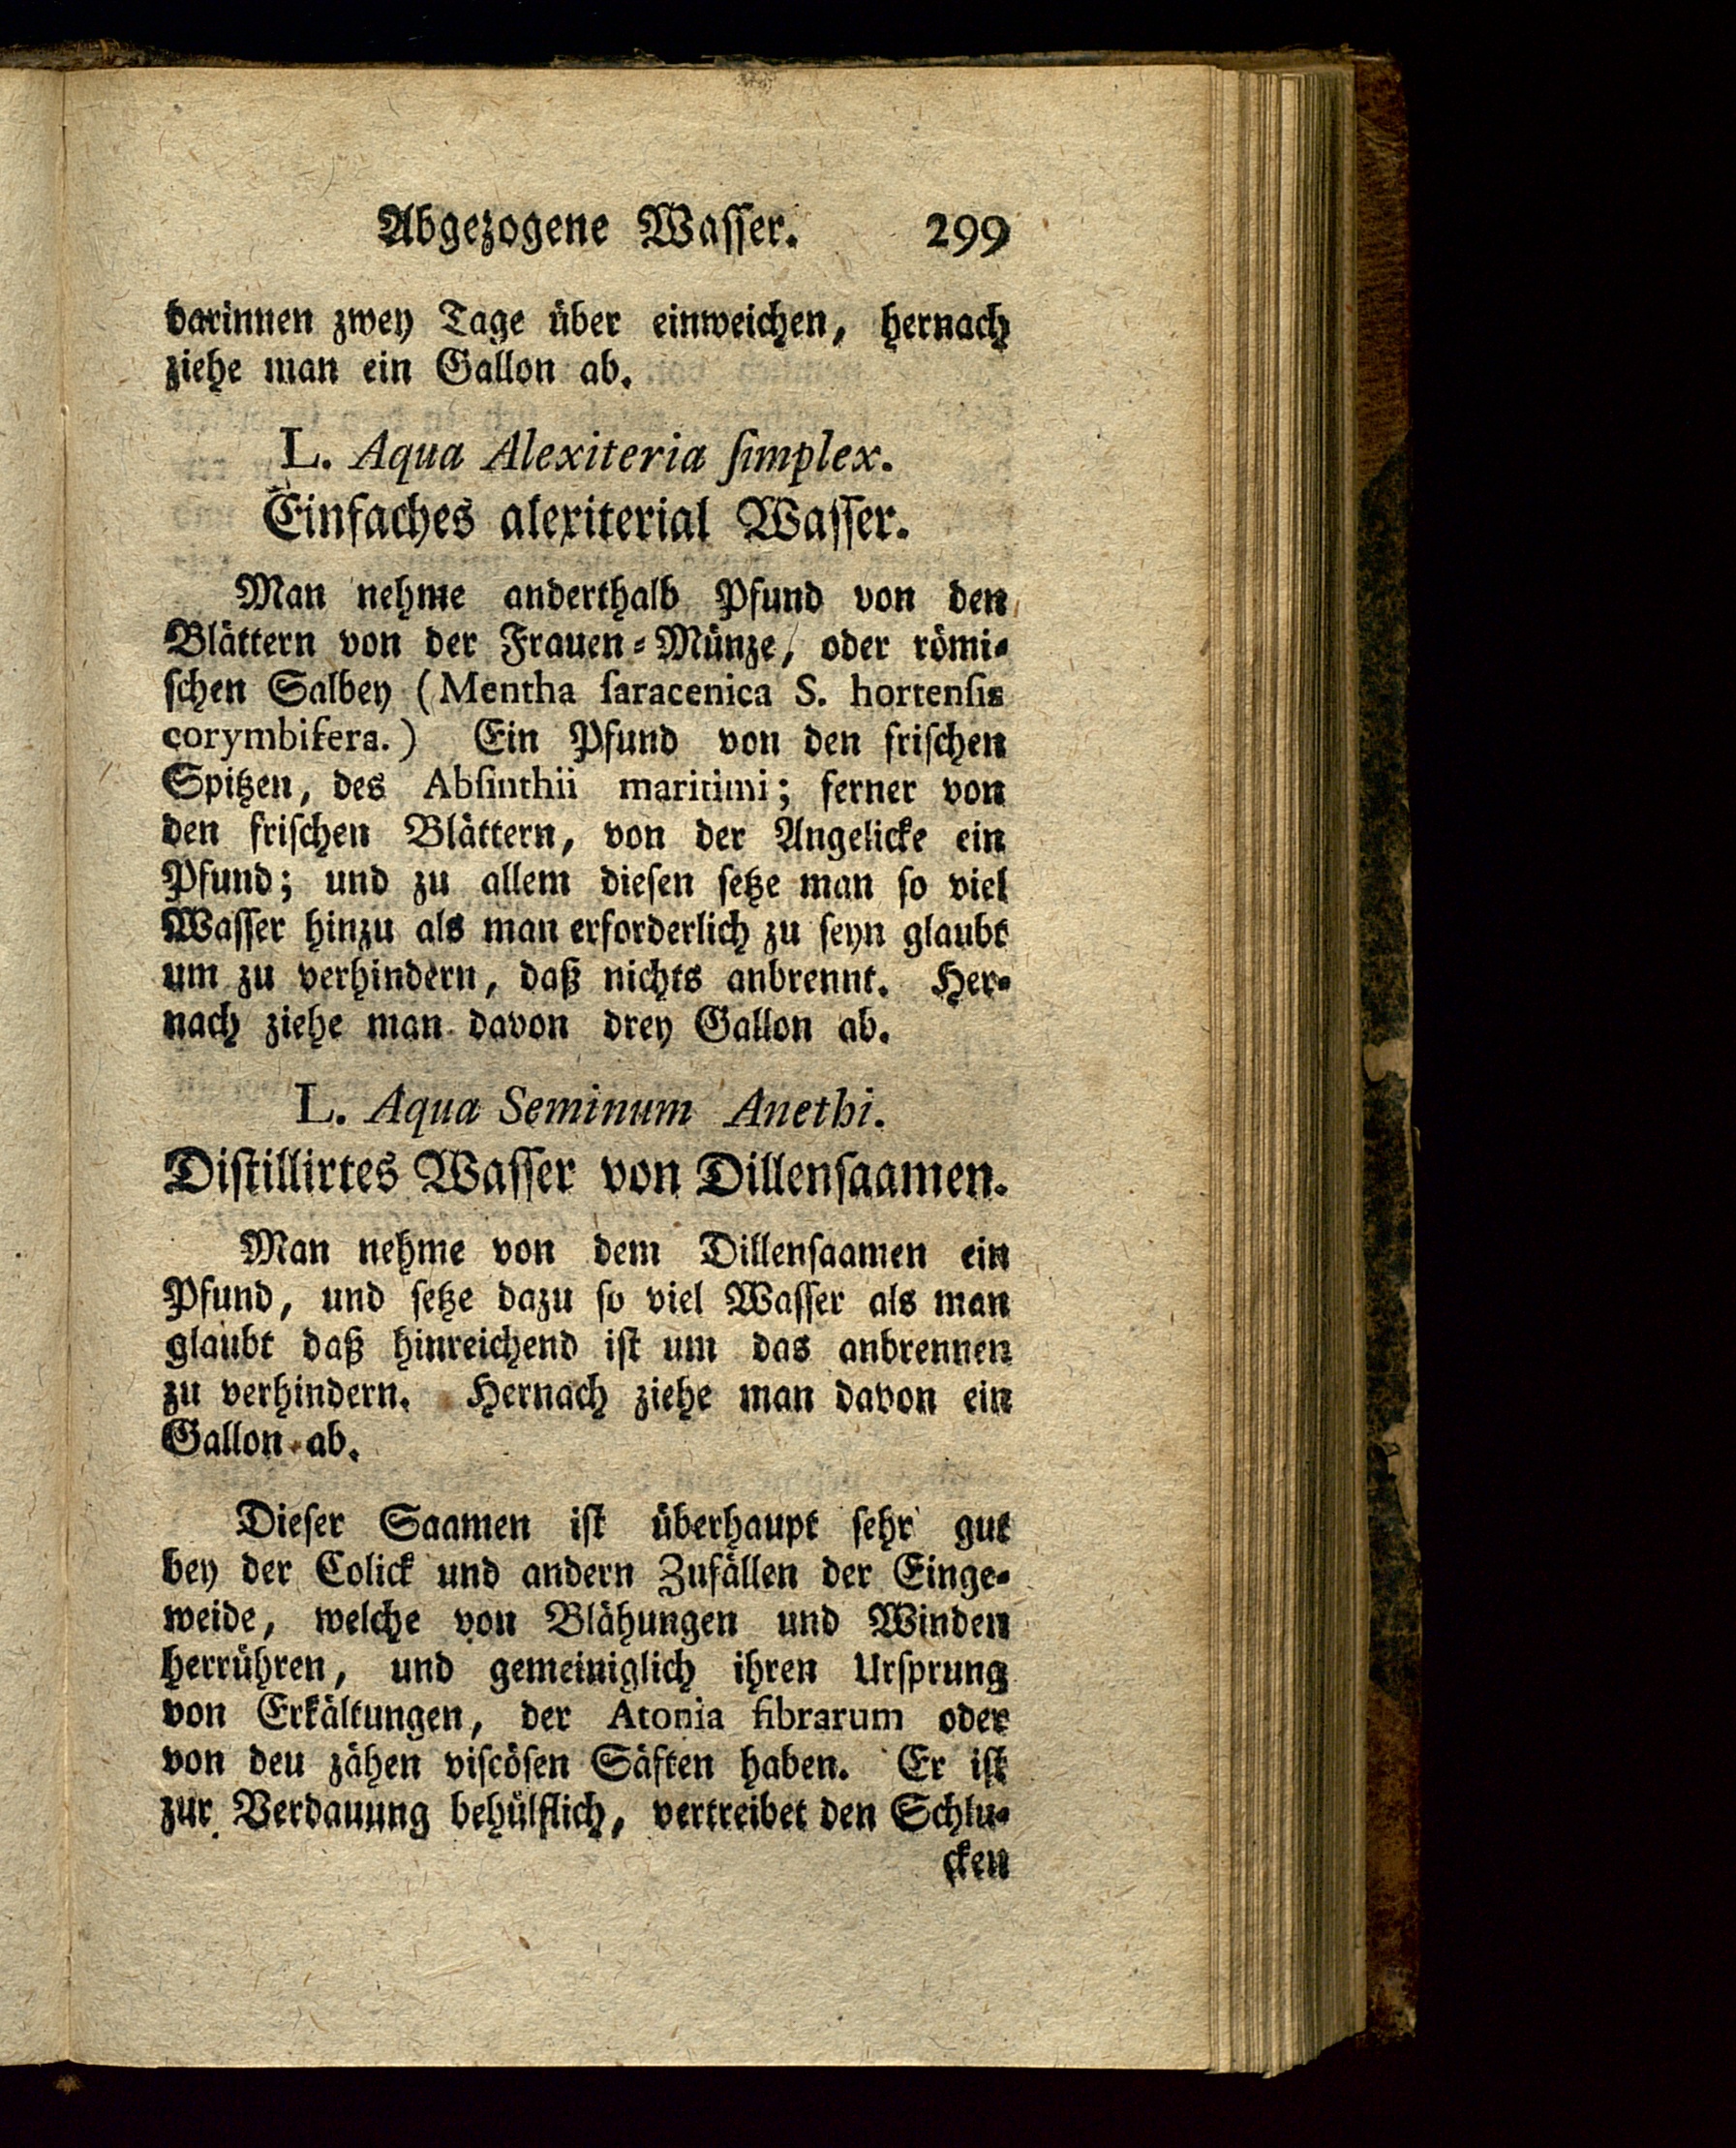 Abgezogene Wasser. 299
darinnen zwey Tage über einweichen, hernach
ziehe man ein Gallon ab.
L. Aqua Alexiteria ſimplex.
Einfaches alexiterial Waſſer.
Man nehme anderthalb Pfund von den
Blättern von der Frauen-Münze, oder römi-
ſchen Salbey (Mentha ſaracenica S. hortenſis
corymbifera.) Ein Pfund von den friſchen
Spitzen, des Abſinthii maritimi; ferner von
den friſchen Blättern, von der Angelicke ein
Pfund; und zu allem dieſen ſetze man ſo viel
Waſſer hinzu als man erforderlich zu ſeyn glaubt
um zu verhindern, daß nichts anbrennt. Her-
nach ziehe man davon drey Gallon ab.
L. Aqua Seminum Anethi.
Diſtillirtes Waſſer von Dillenſaamen.
Man nehme von dem Dillenſaamen ein
Pfund, und ſetze dazu ſo viel Waſſer als man
glaubt daß hinreichend iſt um das anbrennen
zu verhindern. Hernach ziehe man davon ein
Gallon ab.
Dieſer Saamen iſt überhaupt ſehr gut
bey der Colick und andern Zufällen der Einge-
weide, welche von Blähungen und Winden
herrühren, und gemeiniglich ihren Urſprung
von Erkältungen, der Atonia fibrarum oder
von deu zähen viſcöſen Säften haben. Er iſt
zur Verdauung behülflich, vertreibet den Schlu-
cken